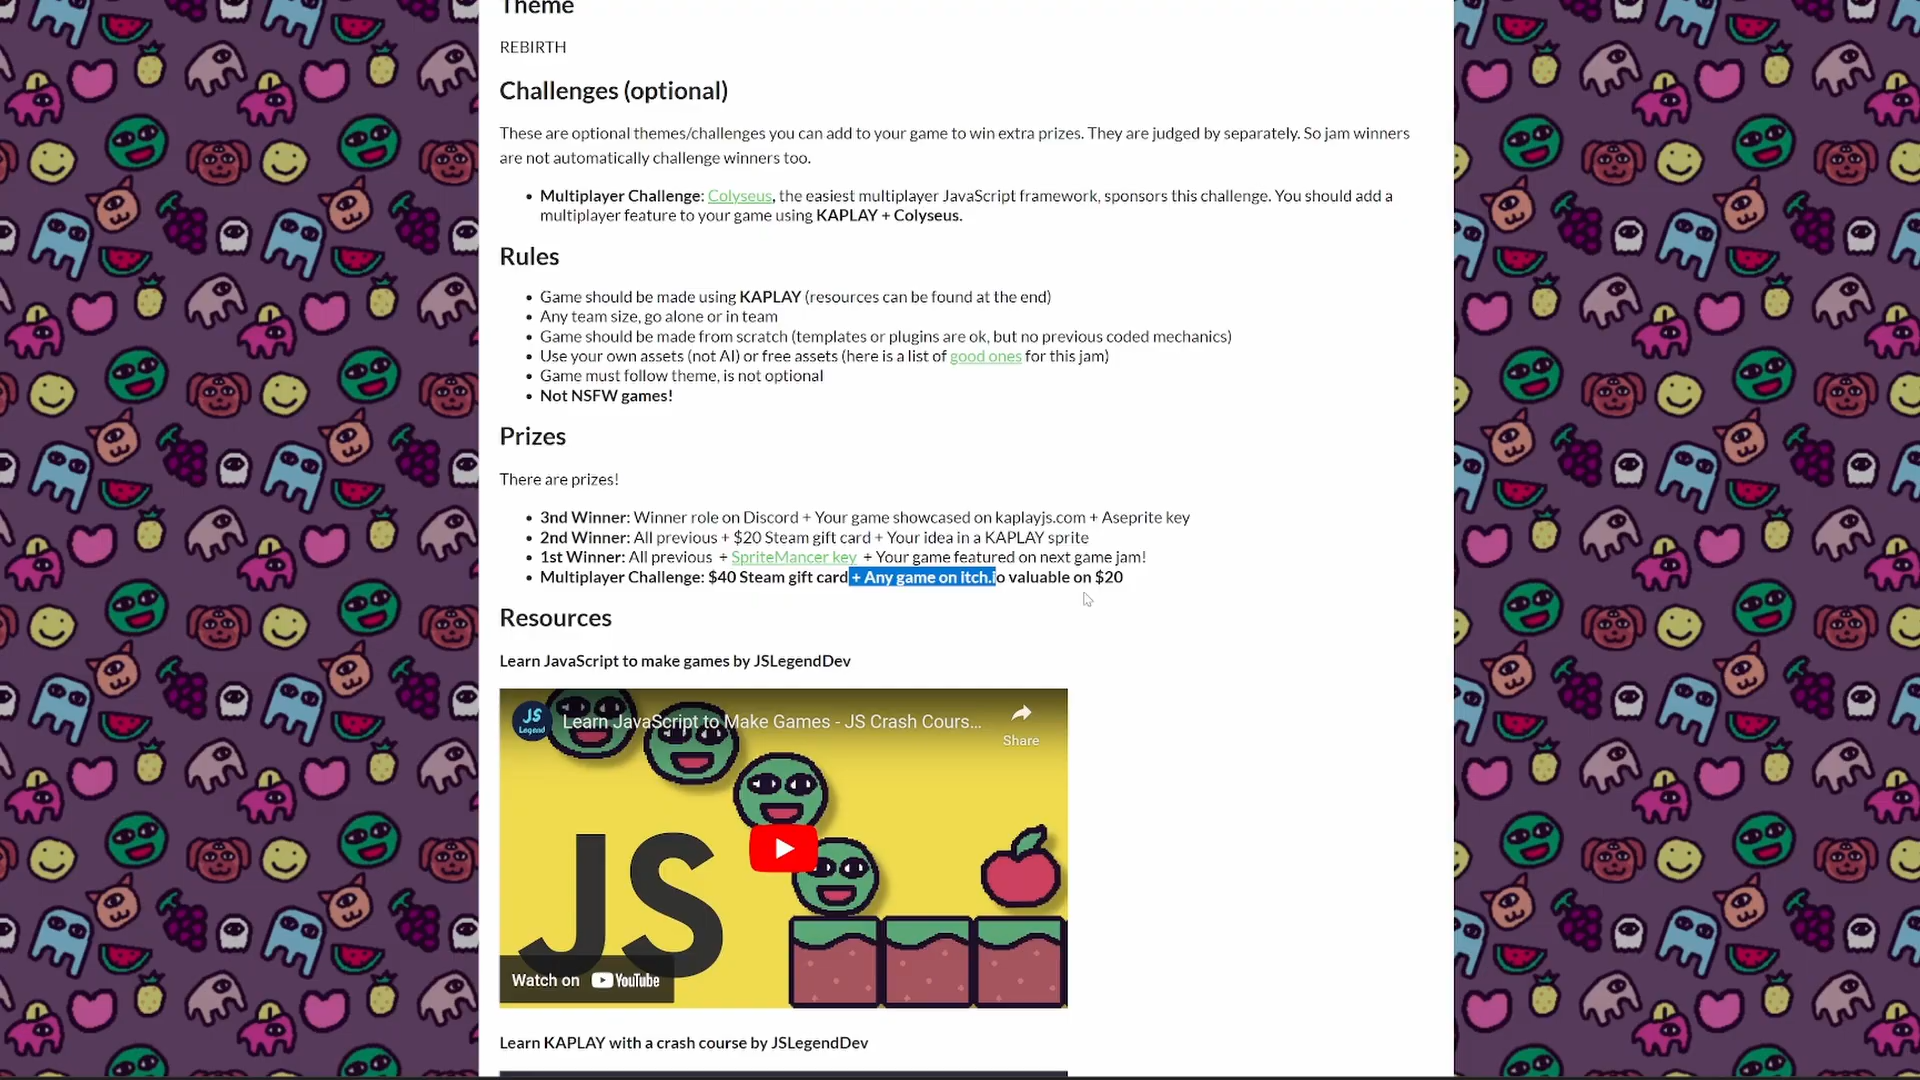 Theme
REBIRTH
Challenges (optional)
These are optional themes/challenges you can add to your game to win extra prizes. They are judged by separately. So jam winners
are not automatically challenge winners too.
• Multiplayer Challenge: Colyseus, the easiest multiplayer JavaScript framework, sponsors this challenge. You should add a
multiplayer feature to your game using KAPLAY + Colyseus.
Rules
• Game should be made using KAPLAY (resources can be found at the end)
• Any team size, go alone or in team
• Game should be made from scratch (templates or plugins are ok, but no previous coded mechanics)
• Use your own assets (not AI) or free assets (here is a list of good ones for this jam)
• Game must follow theme, is not optional
• Not NSFW games!
Prizes
There are prizes!
• 3nd Winner: Winner role on Discord + Your game showcased on kaplayjs.com + Aseprite key
• 2nd Winner: All previous + $20 Steam gift card + Your idea in a KAPLAY sprite
• 1st Winner: All previous + SpriteMancer key + Your game featured on next game jam!
• Multiplayer Challenge: $40 Steam gift card + Any game on itch.io valuable on $20
Resources
Learn JavaScript to make games by JSLegendDev
JS
Legend
Learn JavaScript to Make Games - JS Crash Cours...
Share
JS
Watch on YouTube
Learn KAPLAY with a crash course by JSLegendDev